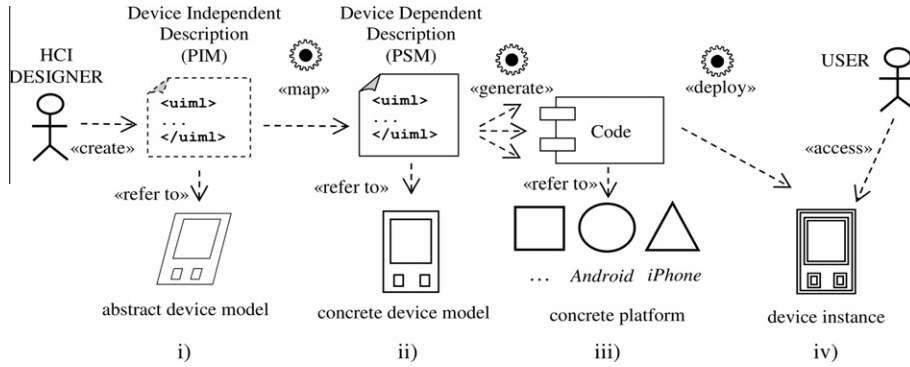 HCI
DESIGNER
Device Independent
Description
(PIM)
«map»
Device Dependent
Description
(PSM)
«generate»
«deploy»
USER
<uiml>
...
</uiml>
<uiml>
...
</uiml>
Code
«create»
«access»
«refer to»
«refer to»
«refer to»
... Android iPhone
abstract device model
concrete device model
concrete platform
device instance
i) ii) iii) iv)